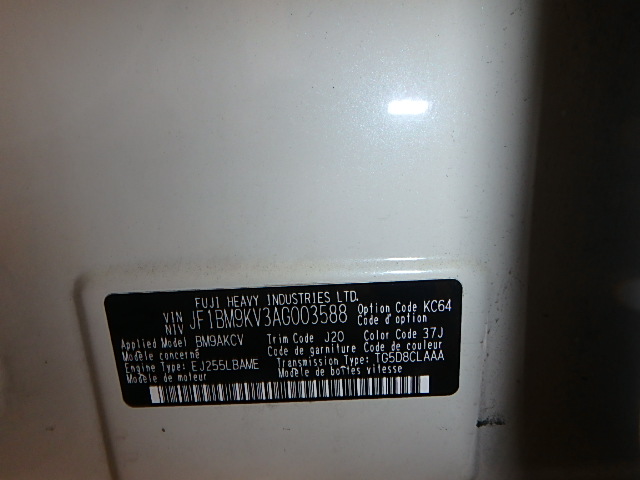 FUJI HEAVY INDUSTRIES LTD.
VIN NIV JF1BM9KV3AG003588 Option Code KC64
Code d'option
Applied Model BM9AKCV Trim Code J20 Color Code 37J
Modèle concerné Code de garniture Code de couleur
Engine Type: EJ255LBAME Transmission Type: TG5D8CLAAA
Modèle de moteur Modèle de boîtes vitesse